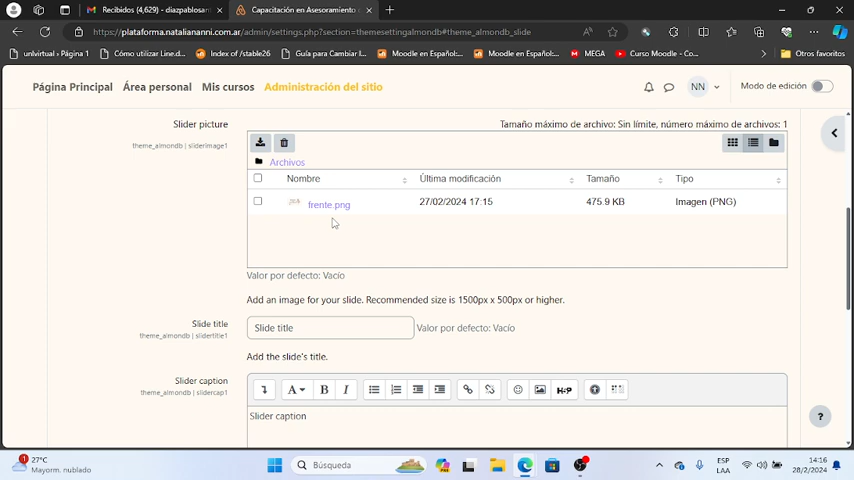 Recibidos (4,629) - diazpablosan
Capacitación en Asesoramiento
https://plataforma.nataliananni.com.ar/admin/settings.php?section=themesettingalmondb#theme_almondb_slide
unlvirtual › Página 1
Cómo utilizar Line.d...
Index of /stable26
Guía para Cambiar I...
Moodle en Español:...
Moodle en Español:...
MEGA
Curso Moodle - Co...
Otros favoritos
Página Principal
Área personal
Mis cursos
Administración del sitio
NN
Modo de edición
Slider picture
theme_almondb | sliderimage1
Tamaño máximo de archivo: Sin límite, número máximo de archivos: 1
Archivos
Nombre
Última modificación
Tamaño
Tipo
frente.png
27/02/2024 17:15
475.9 KB
Imagen (PNG)
Valor por defecto: Vacío
Add an image for your slide. Recommended size is 1500px x 500px or higher.
Slide title
theme_almondb | slidertitle1
Slide title
Valor por defecto: Vacío
Add the slide's title.
Slider caption
theme_almondb | slidercap1
A
B
I
H-P
Slider caption
?
1
27°C
Mayorm. nublado
Búsqueda
ESP
LAA
14:16
28/2/2024